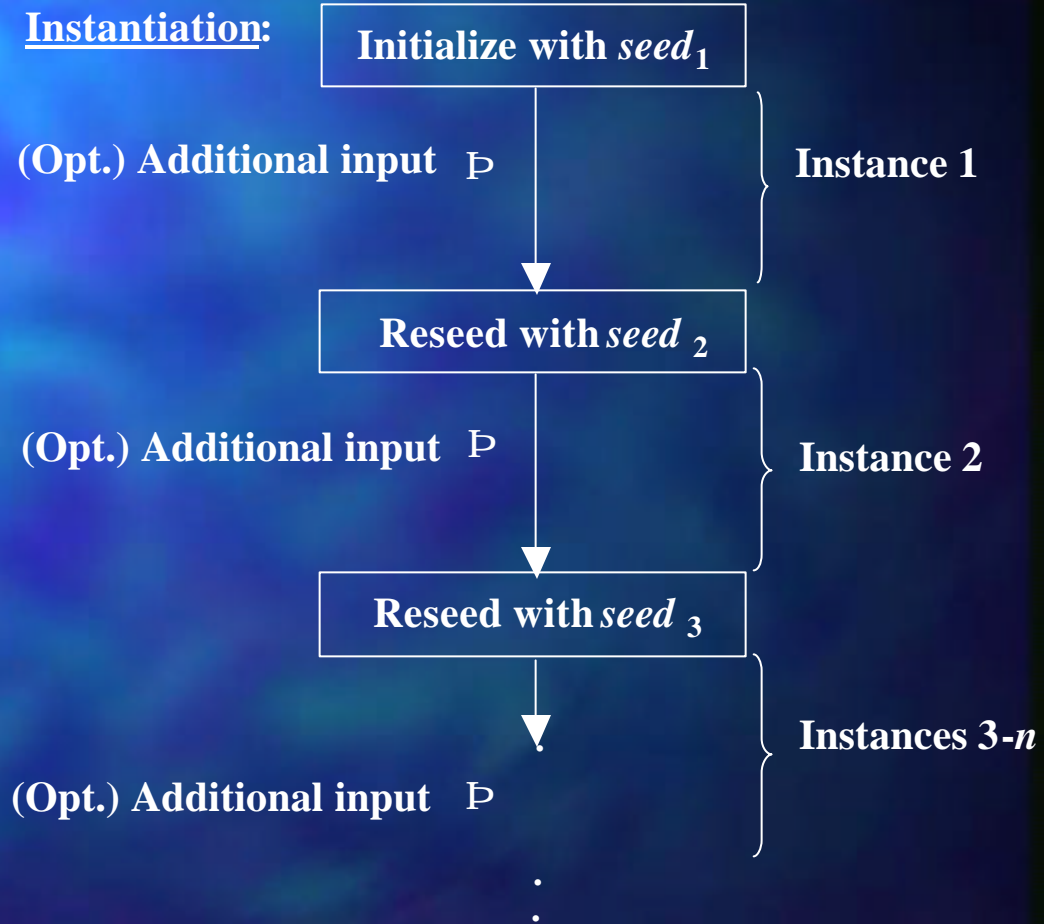 Instantiation:
Initialize with seed1
(Opt.) Additional input Þ
Instance 1
Reseed with seed 2
(Opt.) Additional input Þ
Instance 2
Reseed with seed 3
Instances 3-n
(Opt.) Additional input Þ